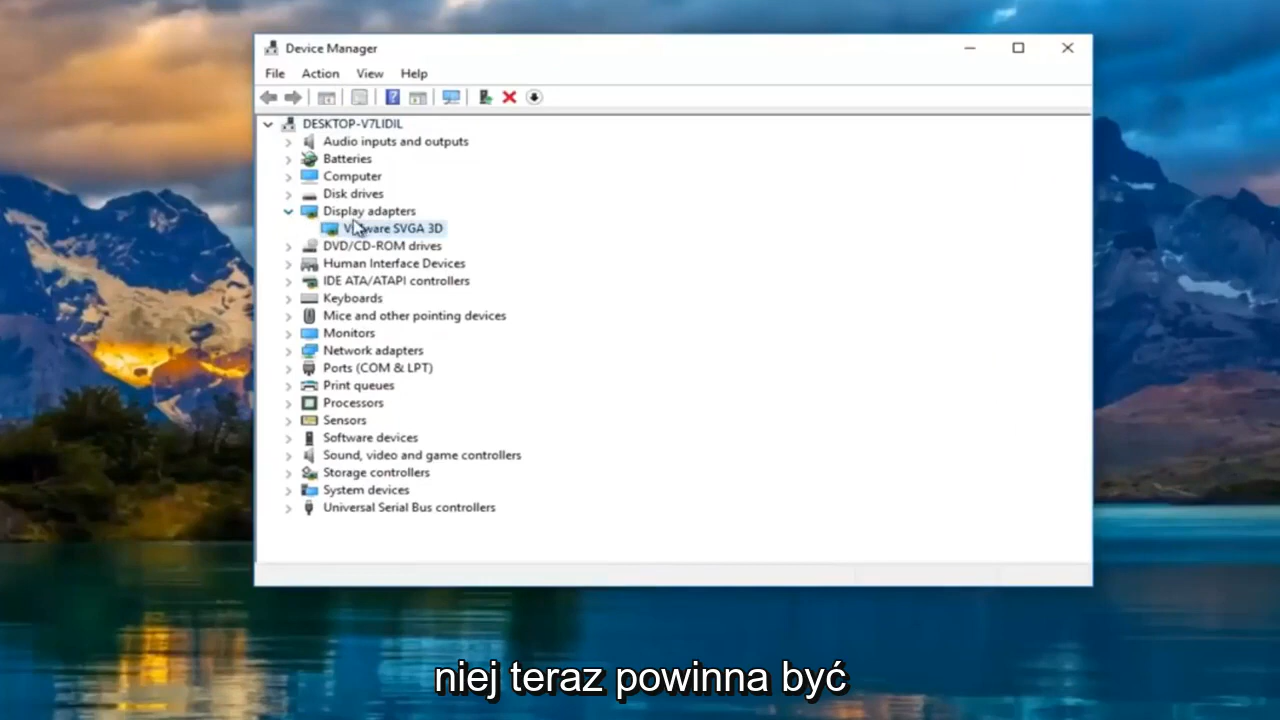 Device Manager
File Action View Help
DESKTOP-V7LIDIL
Audio inputs and outputs
Batteries
Computer
Disk drives
Display adapters
SVGA 3D
DVD/CD-ROM drives
Human Interface Devices
IDE ATA/ATAPI controllers
Keyboards
Mice and other pointing devices
Monitors
Network adapters
Ports (COM & LPT)
Print queues
Processors
Sensors
Software devices
Sound, video and game controllers
Storage controllers
System devices
Universal Serial Bus controllers
niej teraz powinna być